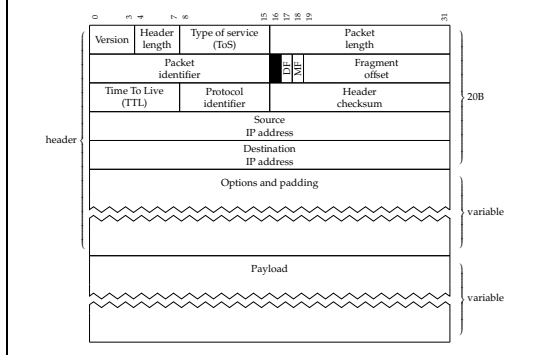 0 3 4 7 8 15 16 17 18 19 31
Version
Header
length
Type of service
(ToS)
Packet
length
Packet
identifier
DF
MF
Fragment
offset
20B
Time To Live
(TTL)
Protocol
identifier
Header
checksum
Source
IP address
header
Destination
IP address
Options and padding
variable
Payload
variable